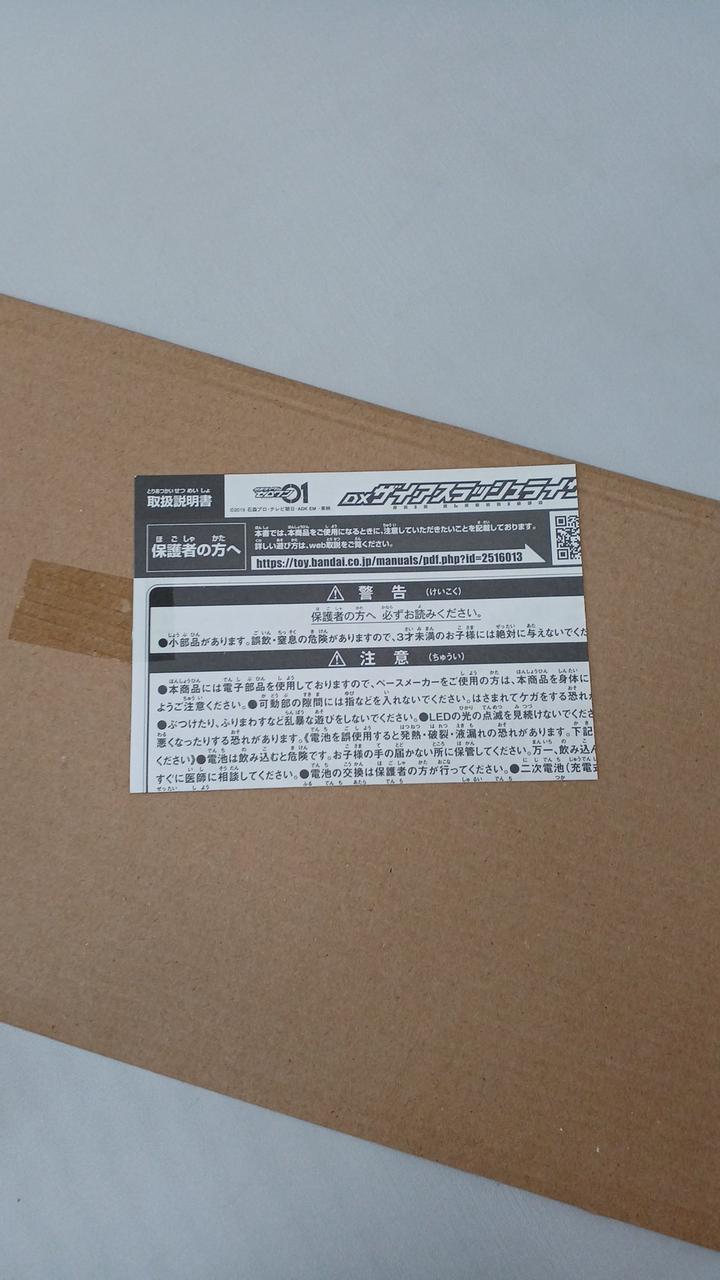 取扱説明書
とりあつかいせつめいしょ
ゼロワン 01
©2019 石森プロ・テレビ朝日・ADK EM・東映
DXザイアスラッシュライ
保護者の方へ
ほごしゃ かた
本書では、本商品をご使用になるときに、注意していただきたいことを記載しております。
詳しい遊び方は、web取説をご覧ください。
https://toy.bandai.co.jp/manuals/pdf.php?id=2516013
⚠ 警告 (けいこく)
保護者の方へ 必ずお読みください。
●小部品があります。誤飲・窒息の危険がありますので、3才未満のお子様には絶対に与えないでくだ
⚠ 注意 (ちゅうい)
●本商品には電子部品を使用しておりますので、ペースメーカーをご使用の方は、本商品を身体に
ようご注意ください。●可動部の隙間には指などを入れないでください。はさまれてケガをする恐れ
●ぶつけたり、ふりまわすなど乱暴な遊びをしないでください。●LEDの光の点滅を見続けないでくだ
悪くなったりする恐れがあります。《電池を誤使用すると発熱・破裂・液漏れの恐れがあります。下記
ください》●電池は飲み込むと危険です。お子様の手の届かない所に保管してください。万一、飲み込ん
すぐに医師に相談してください。●電池の交換は保護者の方が行ってください。●二次電池(充電式